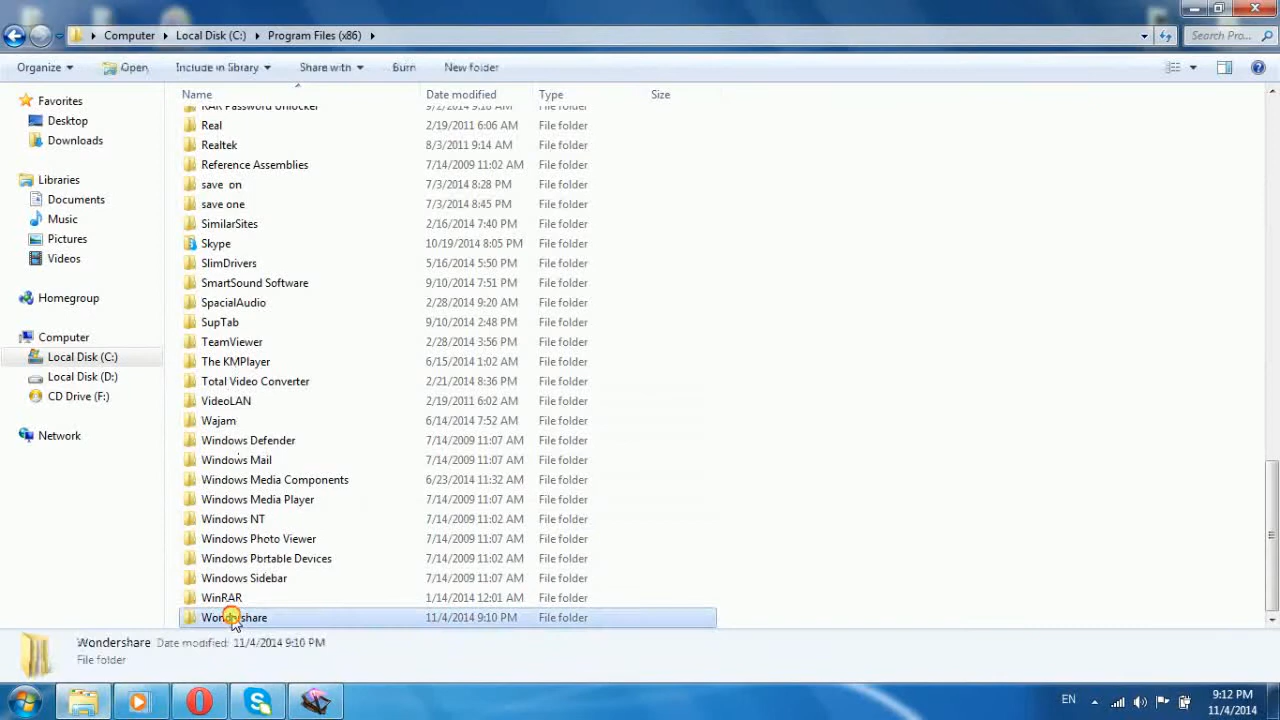 Computer Local Disk (C:) Program Files (x86) Search Pro...
Organize Open Include in Library Share with Burn New folder
Name Date modified Type Size
Favorites
Desktop
Downloads
Libraries
Documents
Music
Pictures
Videos
Homegroup
Computer
Local Disk (C:)
Local Disk (D:)
CD Drive (F:)
Network
RAR Password Unlocker 9/2/2014 9:18 AM File folder
Real 2/19/2011 6:06 AM File folder
Realtek 8/3/2011 9:14 AM File folder
Reference Assemblies 7/14/2009 11:02 AM File folder
save on 7/3/2014 8:28 PM File folder
save one 7/3/2014 8:45 PM File folder
SimilarSites 2/16/2014 7:40 PM File folder
Skype 10/19/2014 8:05 PM File folder
SlimDrivers 5/16/2014 5:50 PM File folder
SmartSound Software 9/10/2014 7:51 PM File folder
SpacialAudio 2/28/2014 9:20 AM File folder
SupTab 9/10/2014 2:48 PM File folder
TeamViewer 2/28/2014 3:56 PM File folder
The KMPlayer 6/15/2014 1:02 AM File folder
Total Video Converter 2/21/2014 8:36 PM File folder
VideoLAN 2/19/2011 6:02 AM File folder
Wajam 6/14/2014 7:52 AM File folder
Windows Defender 7/14/2009 11:07 AM File folder
Windows Mail 7/14/2009 11:07 AM File folder
Windows Media Components 6/23/2014 11:32 AM File folder
Windows Media Player 7/14/2009 11:07 AM File folder
Windows NT 7/14/2009 11:02 AM File folder
Windows Photo Viewer 7/14/2009 11:07 AM File folder
Windows Portable Devices 7/14/2009 11:02 AM File folder
Windows Sidebar 7/14/2009 11:07 AM File folder
WinRAR 1/14/2014 12:01 AM File folder
Wondershare 11/4/2014 9:10 PM File folder
Wondershare Date modified: 11/4/2014 9:10 PM
File folder
EN 9:12 PM
11/4/2014